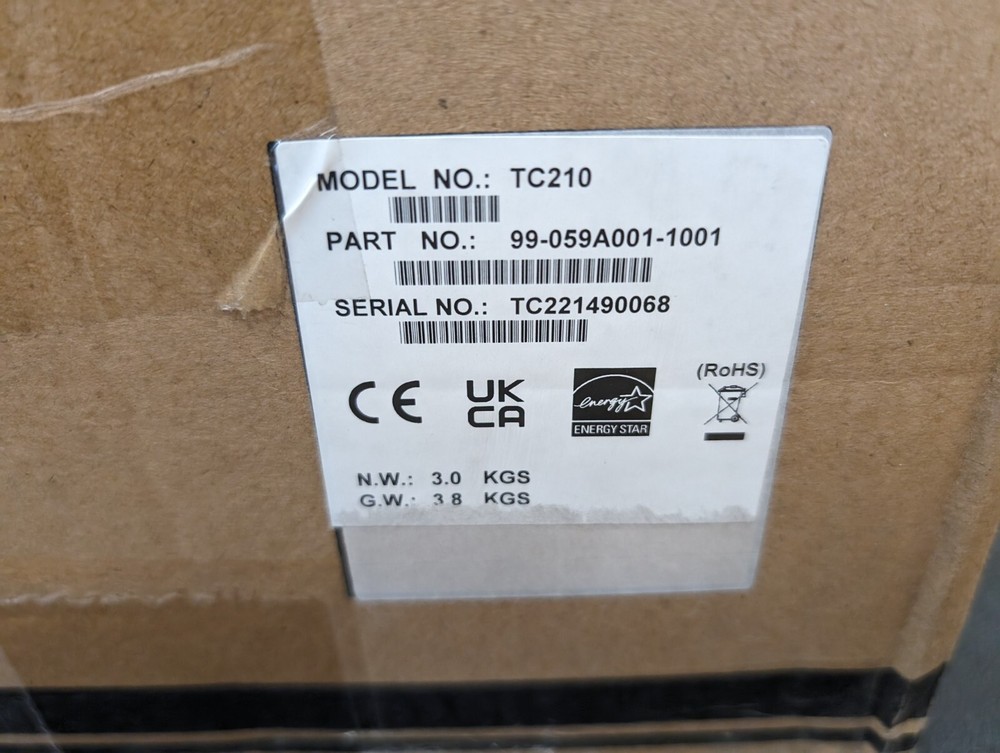 MODEL NO.: TC210
PART NO.: 99-059A001-1001
SERIAL NO.: TC221490068
CE UK CA energy ENERGY STAR (RoHS)
N.W.: 3.0 KGS
G.W.: 3.8 KGS